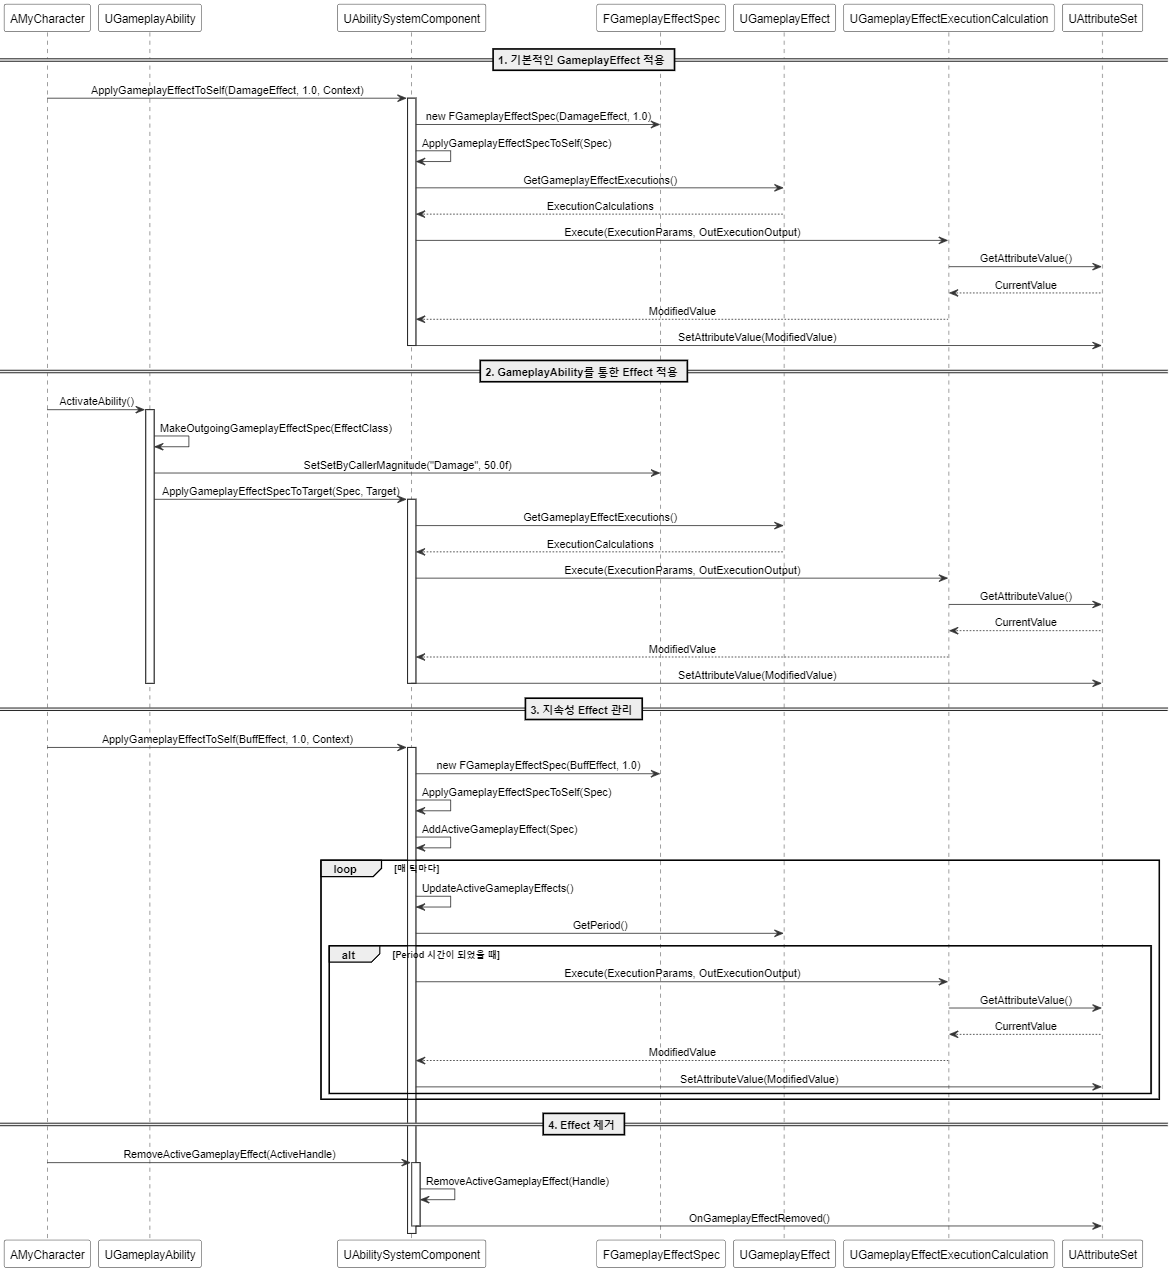 AMyCharacter
UGameplayAbility
UAbilitySystemComponent
FGameplayEffectSpec
UGameplayEffect
UGameplayEffectExecutionCalculation
UAttributeSet
1. 기본적인 GameplayEffect 적용
ApplyGameplayEffectToSelf(DamageEffect, 1.0, Context)
new FGameplayEffectSpec(DamageEffect, 1.0)
ApplyGameplayEffectSpecToSelf(Spec)
GetGameplayEffectExecutions()
ExecutionCalculations
Execute(ExecutionParams, OutExecutionOutput)
GetAttributeValue()
CurrentValue
ModifiedValue
SetAttributeValue(ModifiedValue)
2. GameplayAbility를 통한 Effect 적용
ActivateAbility()
MakeOutgoingGameplayEffectSpec(EffectClass)
SetSetByCallerMagnitude("Damage", 50.0f)
ApplyGameplayEffectSpecToTarget(Spec, Target)
GetGameplayEffectExecutions()
ExecutionCalculations
Execute(ExecutionParams, OutExecutionOutput)
GetAttributeValue()
CurrentValue
ModifiedValue
SetAttributeValue(ModifiedValue)
3. 지속성 Effect 관리
ApplyGameplayEffectToSelf(BuffEffect, 1.0, Context)
new FGameplayEffectSpec(BuffEffect, 1.0)
ApplyGameplayEffectSpecToSelf(Spec)
AddActiveGameplayEffect(Spec)
loop [매 틱마다]
UpdateActiveGameplayEffects()
GetPeriod()
alt [Period 시간이 되었을 때]
Execute(ExecutionParams, OutExecutionOutput)
GetAttributeValue()
CurrentValue
ModifiedValue
SetAttributeValue(ModifiedValue)
4. Effect 제거
RemoveActiveGameplayEffect(ActiveHandle)
RemoveActiveGameplayEffect(Handle)
OnGameplayEffectRemoved()
AMyCharacter
UGameplayAbility
UAbilitySystemComponent
FGameplayEffectSpec
UGameplayEffect
UGameplayEffectExecutionCalculation
UAttributeSet